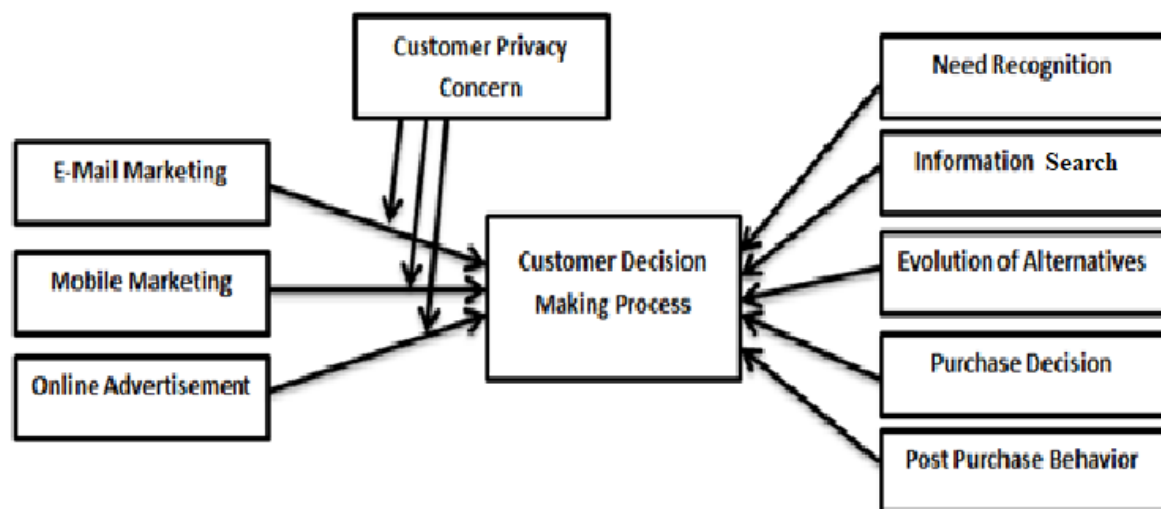 Customer Privacy
Concern
E-Mail Marketing
Mobile Marketing
Online Advertisement
Customer Decision
Making Process
Need Recognition
Information Search
Evolution of Alternatives
Purchase Decision
Post Purchase Behavior